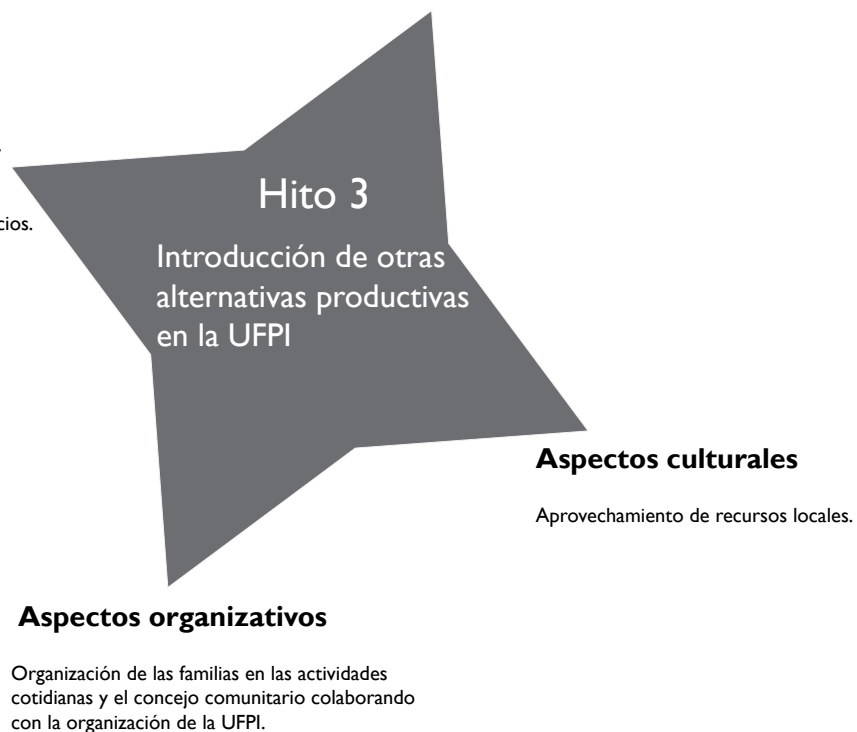 cios.
Hito 3
Introducción de otras
alternativas productivas
en la UFPI
Aspectos culturales
Aprovechamiento de recursos locales.
Aspectos organizativos
Organización de las familias en las actividades
cotidianas y el concejo comunitario colaborando
con la organización de la UFPI.